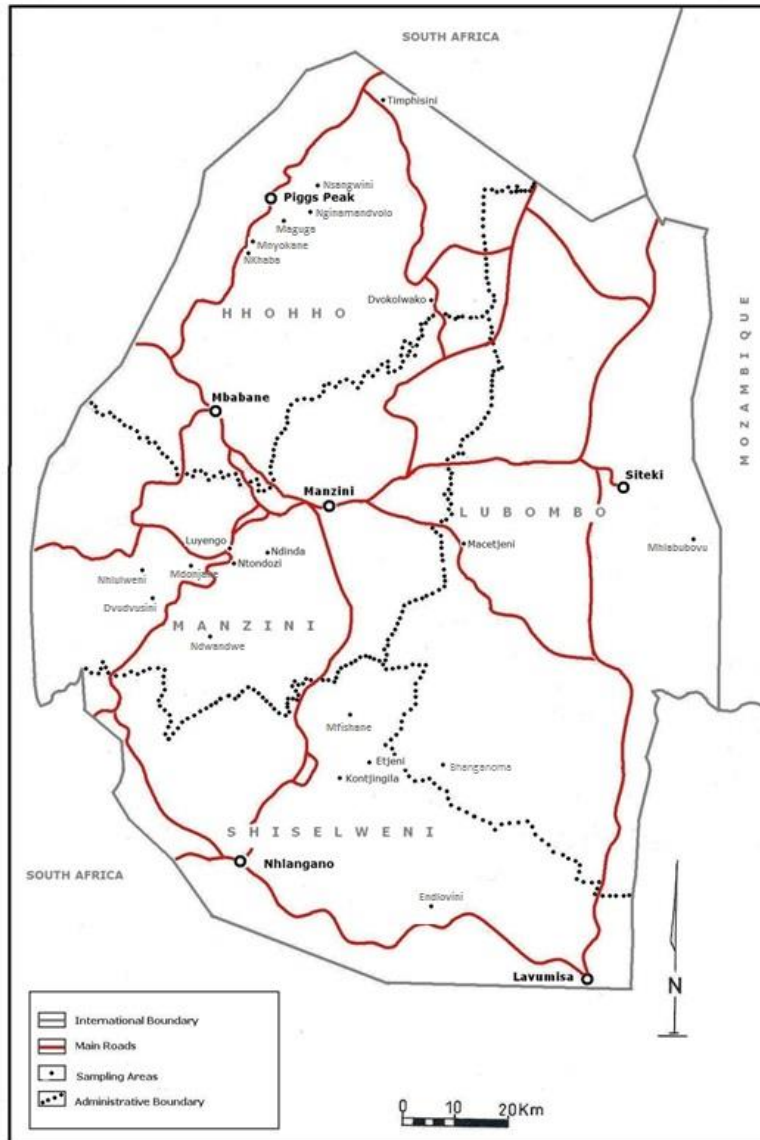 SOUTH AFRICA
Timphisini
Nsangwini
Piggs Peak
Nginamandvolo
Maguga
Mnyokane
NKhaba
Dvokolwako
HHOHHO
MOZAMBIQUE
Mbabane
Siteki
Manzini
LUBOMBO
Luyengo
Ndinda
Macetjeni
Mhlabubovu
Nhlulweni
Mdonjane
Ntondozi
Dvudvusini
MANZINI
Ndwandwe
Mfishane
Etjeni
Bhanganoma
Kontjingila
SHISELWENI
Nhlangano
SOUTH AFRICA
Endlovini
Lavumisa
N
International Boundary
Main Roads
Sampling Areas
Administrative Boundary
0 10 20Km